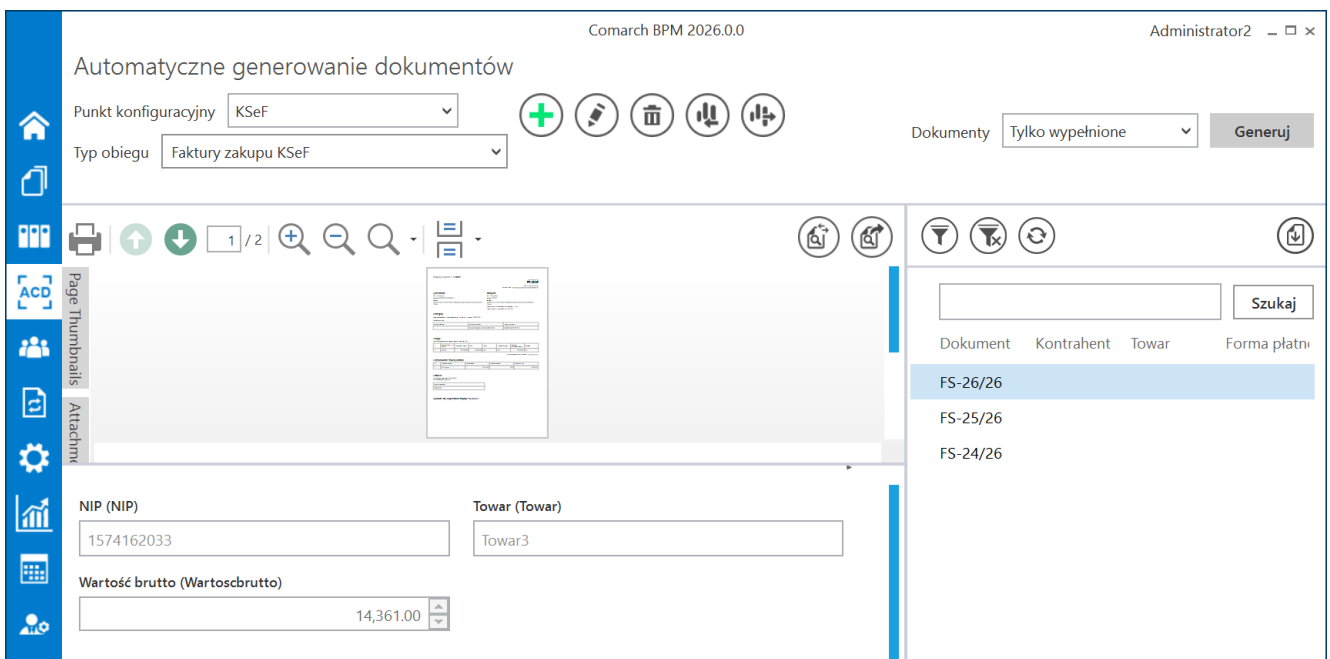 Comarch BPM 2026.0.0
Administrator2
Automatyczne generowanie dokumentów
Punkt konfiguracyjny KSeF
Typ obiegu Faktury zakupu KSeF
Dokumenty Tylko wypełnione Generuj
ACD
1 / 2
Page Thumbnails
Attachme
Szukaj
Dokument Kontrahent Towar Forma płatn
FS-26/26
FS-25/26
FS-24/26
NIP (NIP)
1574162033
Towar (Towar)
Towar3
Wartość brutto (Wartoscbrutto)
14,361.00